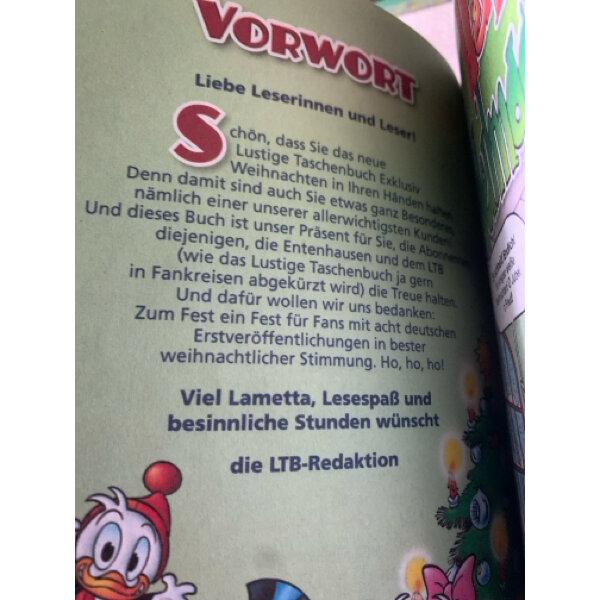 VORWORT
Liebe Leserinnen und Leser!
Schön, dass Sie das neue
Lustige Taschenbuch Exklusiv
Weihnachten in Ihren Händen halten.
Denn damit sind auch Sie etwas ganz Besonderes,
nämlich einer unserer allerwichtigsten Kunden!
Und dieses Buch ist unser Präsent für Sie, die Abonnenten,
diejenigen, die Entenhausen und dem LTB
(wie das Lustige Taschenbuch ja gern
in Fankreisen abgekürzt wird) die Treue halten.
Und dafür wollen wir uns bedanken:
Zum Fest ein Fest für Fans mit acht deutschen
Erstveröffentlichungen in bester
weihnachtlicher Stimmung. Ho, ho, ho!
Viel Lametta, Lesespaß und
besinnliche Stunden wünscht
die LTB-Redaktion